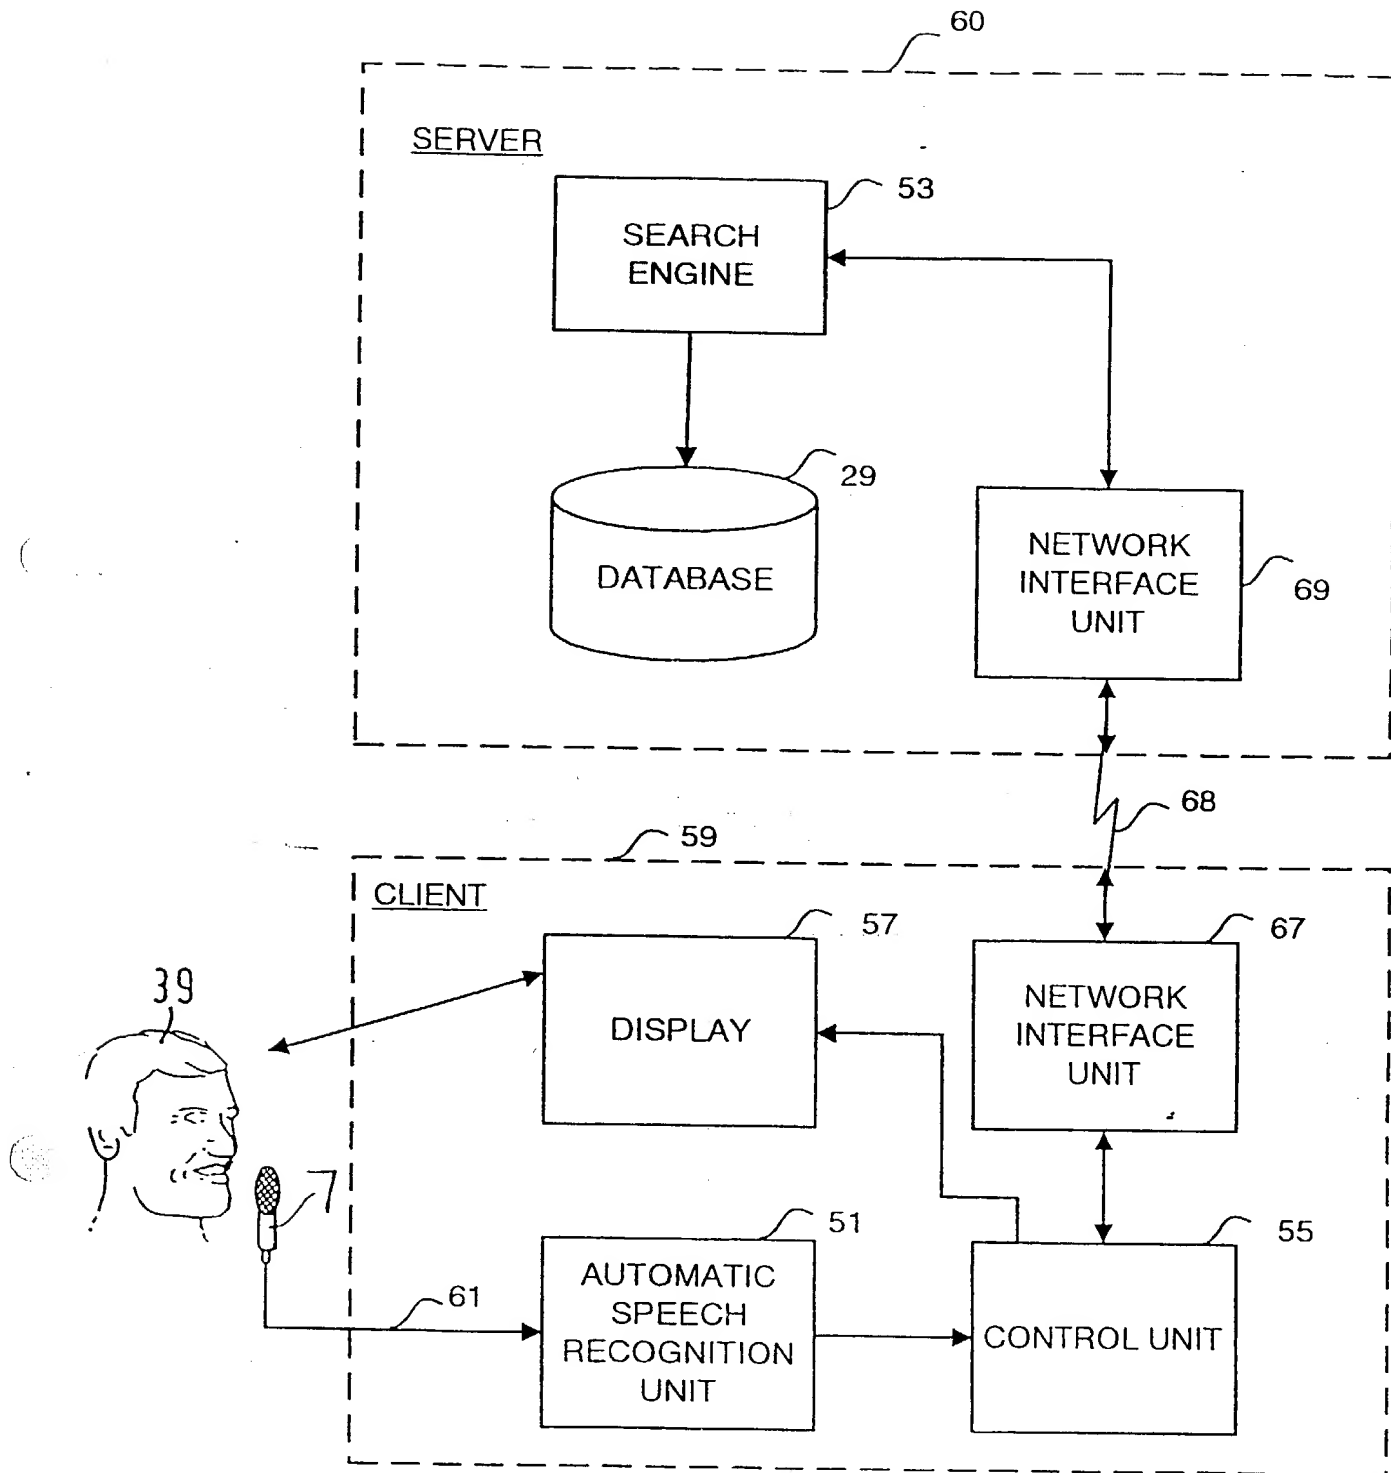 60
SERVER
53
SEARCH
ENGINE
29
DATABASE
NETWORK
INTERFACE
UNIT
69
68
59
CLIENT
57
67
39
DISPLAY
NETWORK
INTERFACE
UNIT
7
51
55
61
AUTOMATIC
SPEECH
RECOGNITION
UNIT
CONTROL UNIT